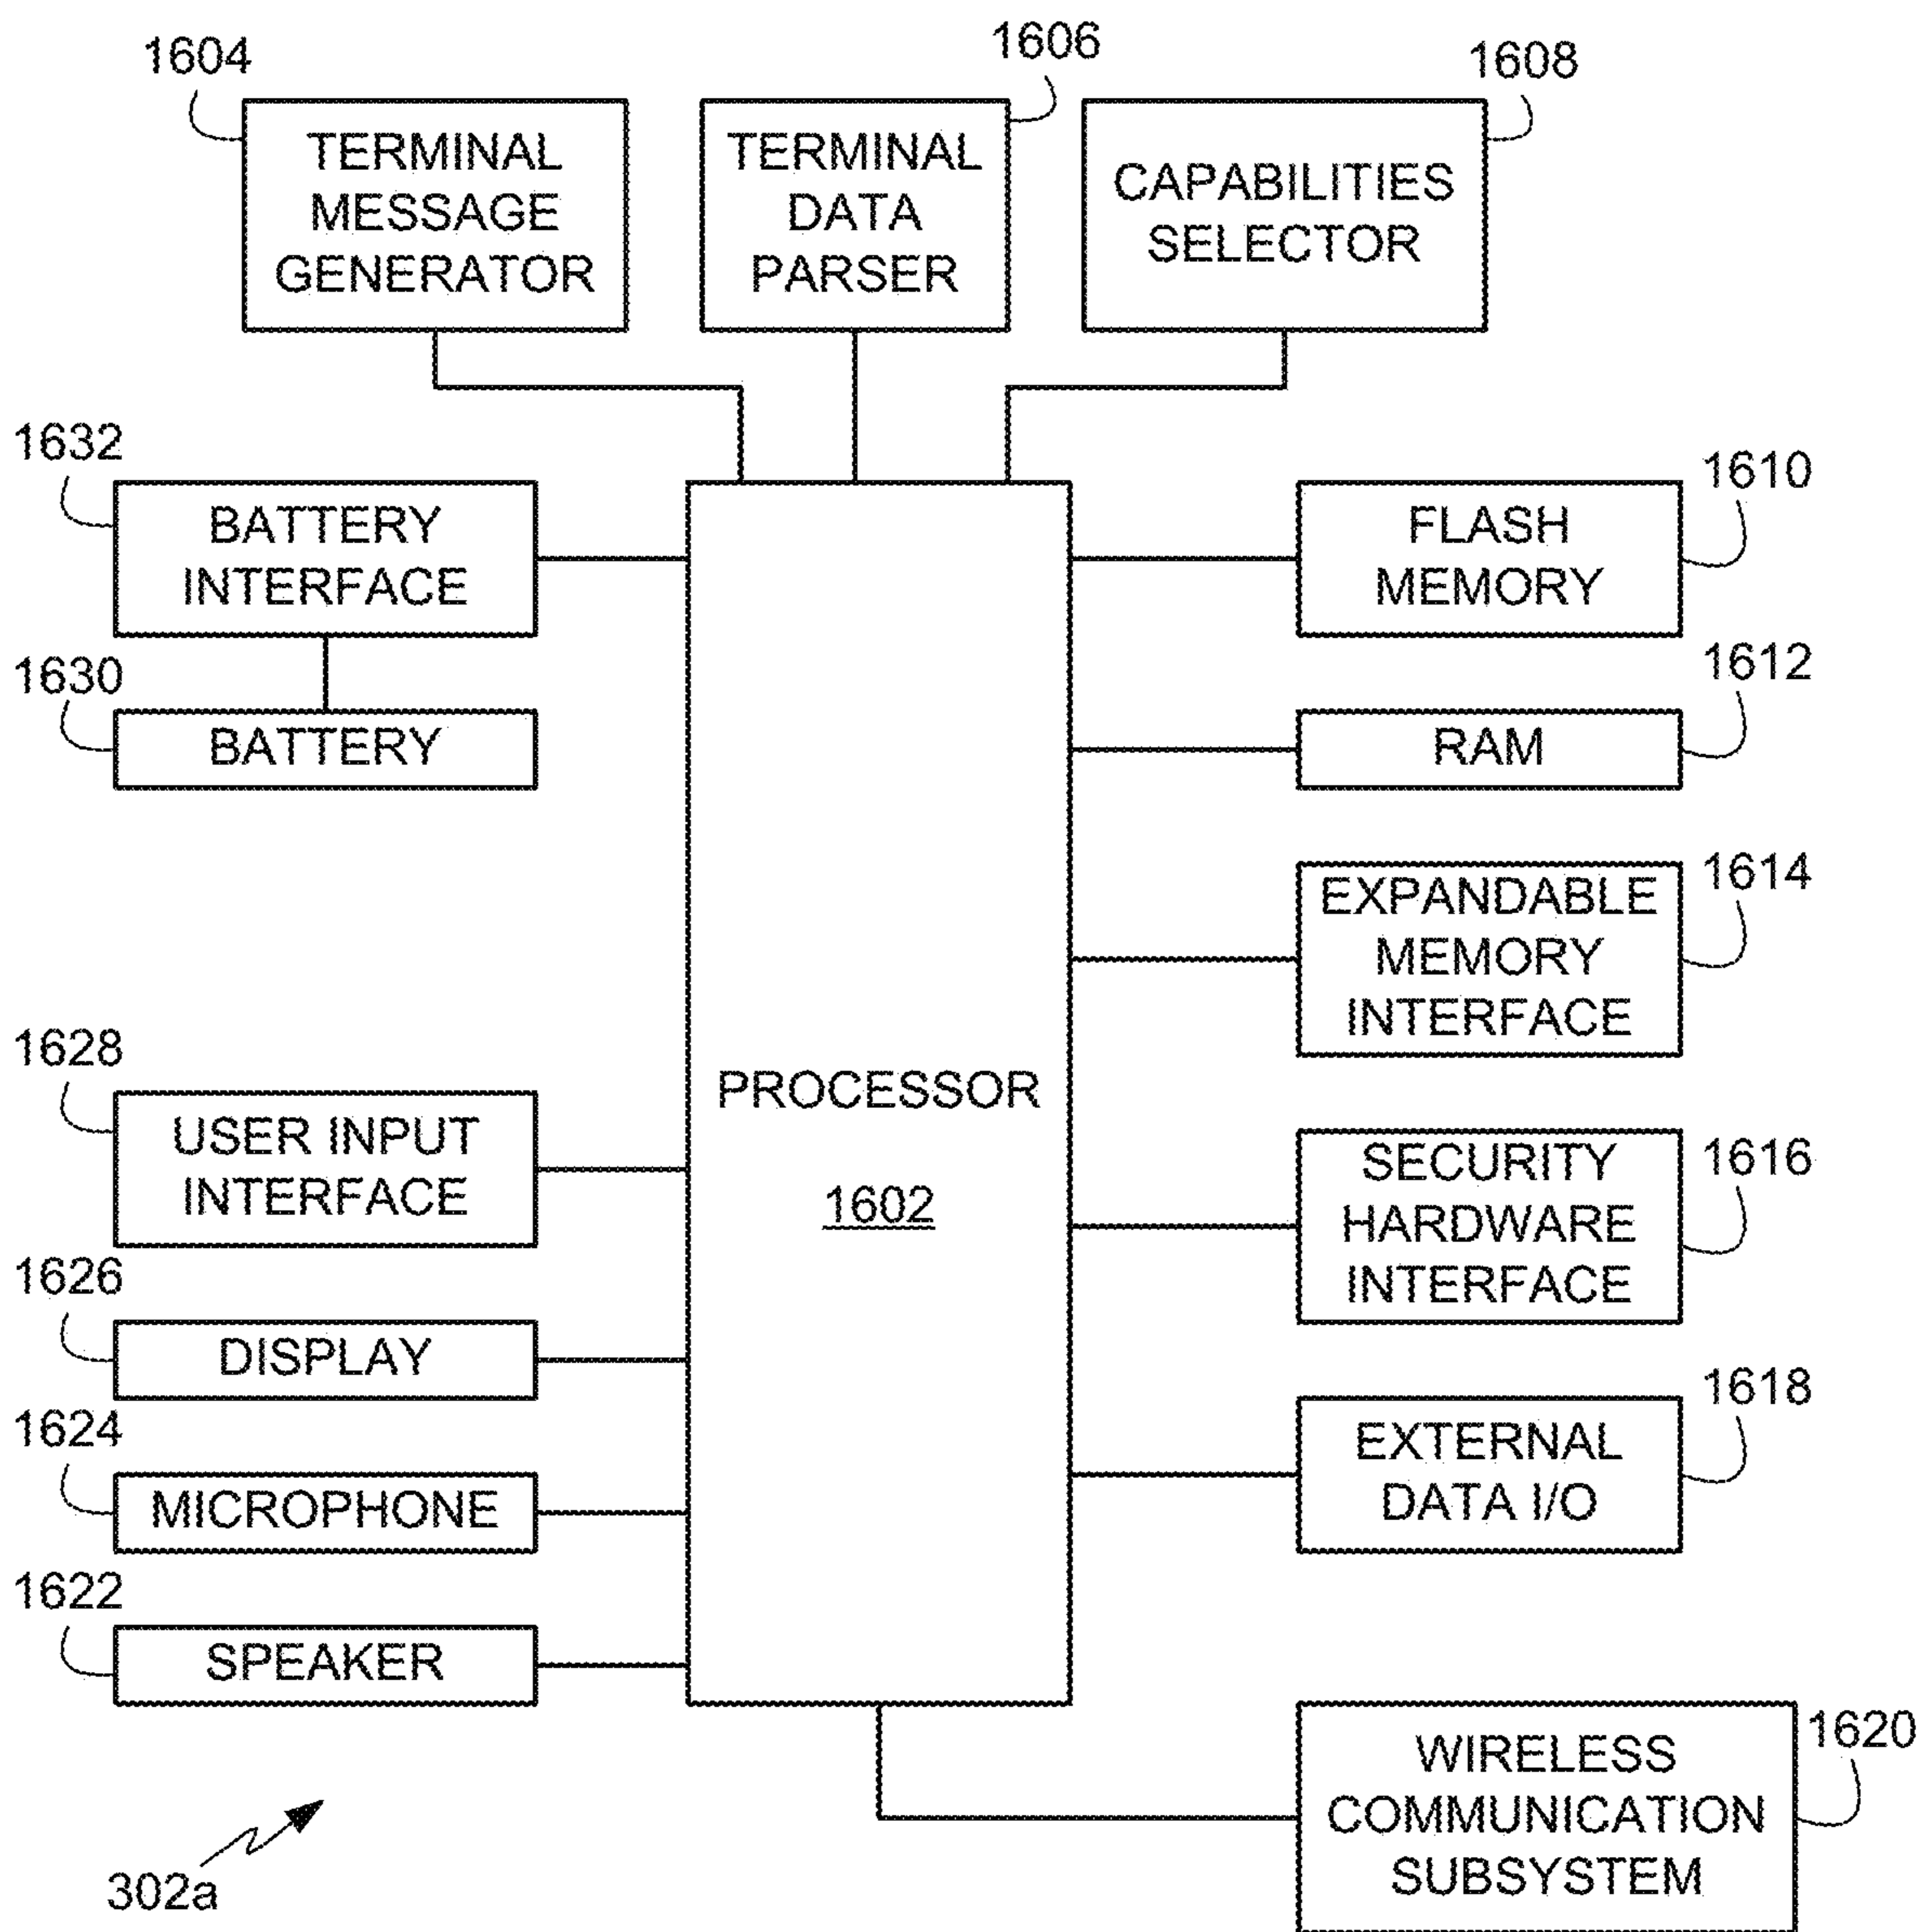 1604
1606
1608
TERMINAL
MESSAGE
GENERATOR
TERMINAL
DATA
PARSER
CAPABILITIES
SELECTOR
1632
BATTERY
INTERFACE
1610
FLASH
MEMORY
1630
BATTERY
1612
RAM
1614
EXPANDABLE
MEMORY
INTERFACE
PROCESSOR
1602
1628
USER INPUT
INTERFACE
1616
SECURITY
HARDWARE
INTERFACE
1626
DISPLAY
1618
EXTERNAL
DATA I/O
1624
MICROPHONE
1622
SPEAKER
1620
WIRELESS
COMMUNICATION
SUBSYSTEM
302a